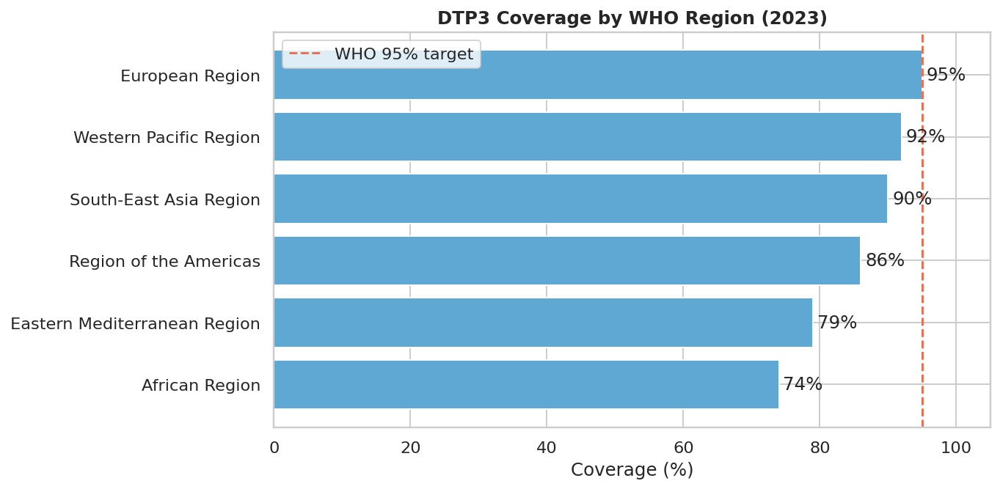 DTP3 Coverage by WHO Region (2023)
WHO 95% target
European Region 95%
Western Pacific Region 92%
South-East Asia Region 90%
Region of the Americas 86%
Eastern Mediterranean Region 79%
African Region 74%
0 20 40 60 80 100
Coverage (%)